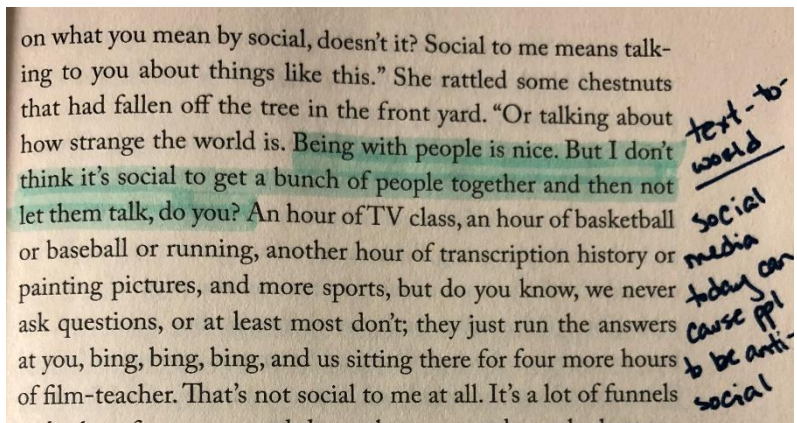 on what you mean by social, doesn't it? Social to me means talk-
ing to you about things like this." She rattled some chestnuts
that had fallen off the tree in the front yard. "Or talking about
how strange the world is. Being with people is nice. But I don't
think it's social to get a bunch of people together and then not
let them talk, do you? An hour of TV class, an hour of basketball
or baseball or running, another hour of transcription history or
painting pictures, and more sports, but do you know, we never
ask questions, or at least most don't; they just run the answers
at you, bing, bing, bing, and us sitting there for four more hours
of film-teacher. That's not social to me at all. It's a lot of funnels
text-to-
world
social
media
today can
cause ppl
to be anti-
social